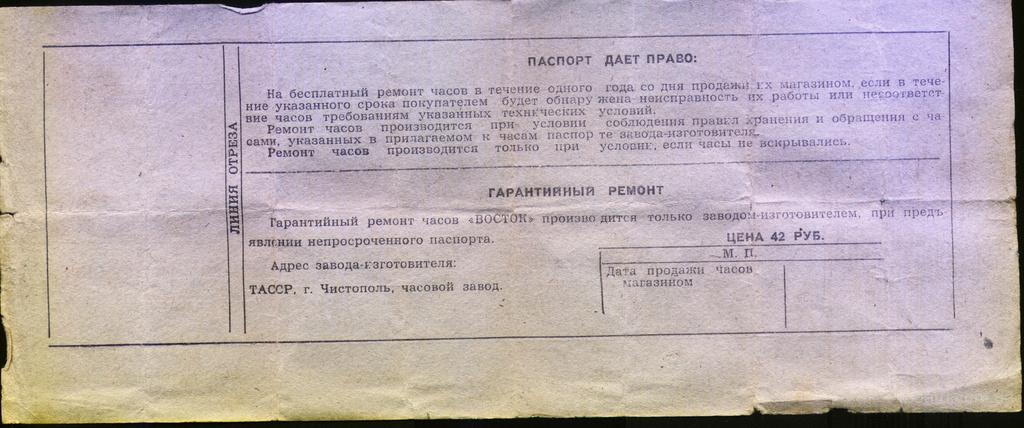 ЛИНИЯ ОТРЕЗА
ПАСПОРТ ДАЕТ ПРАВО:
На бесплатный ремонт часов в течение одного года со дня продежи их магазином, если в тече-
ние указанного срока покупателем будет обнаружена неисправность их работы или несоответст-
вие часов требованиям указанных технических условий.
Ремонт часов производится при условии соблюдения правил хранения и обращения с ча-
сами, указанных в прилагаемом к часам паспорте завода-изготовителя.
Ремонт часов производится только при условии, если часы не вскрывались.
ГАРАНТИЙНЫЙ РЕМОНТ
Гарантийный ремонт часов «ВОСТОК» производится только заводом-изготовителем, при предъ-
явлении непросроченного паспорта.
ЦЕНА 42 РУБ.
М. П.
Адрес завода-изготовителя:
ТАССР, г. Чистополь, часовой завод.
Дата продажи часов
магазином